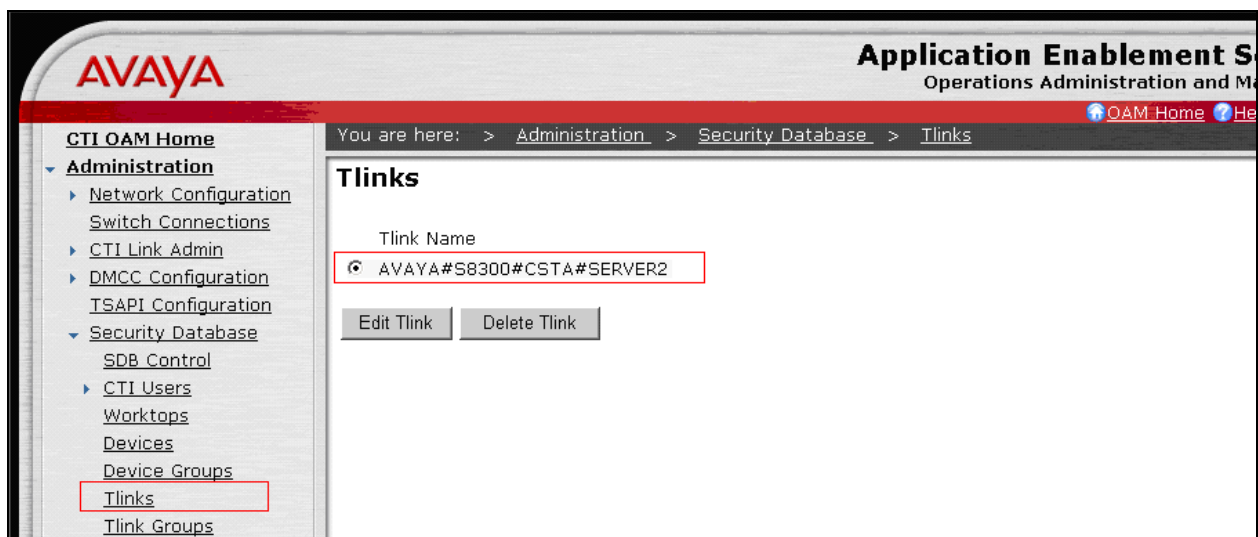 AVAYA
Application Enablement S
Operations Administration and M
OAM Home He
CTI OAM Home
You are here: > Administration > Security Database > Tlinks
Administration
Network Configuration
Switch Connections
CTI Link Admin
DMCC Configuration
TSAPI Configuration
Security Database
SDB Control
CTI Users
Worktops
Devices
Device Groups
Tlinks
Tlink Groups
Tlinks
Tlink Name
AVAYA#S8300#CSTA#SERVER2
Edit Tlink Delete Tlink